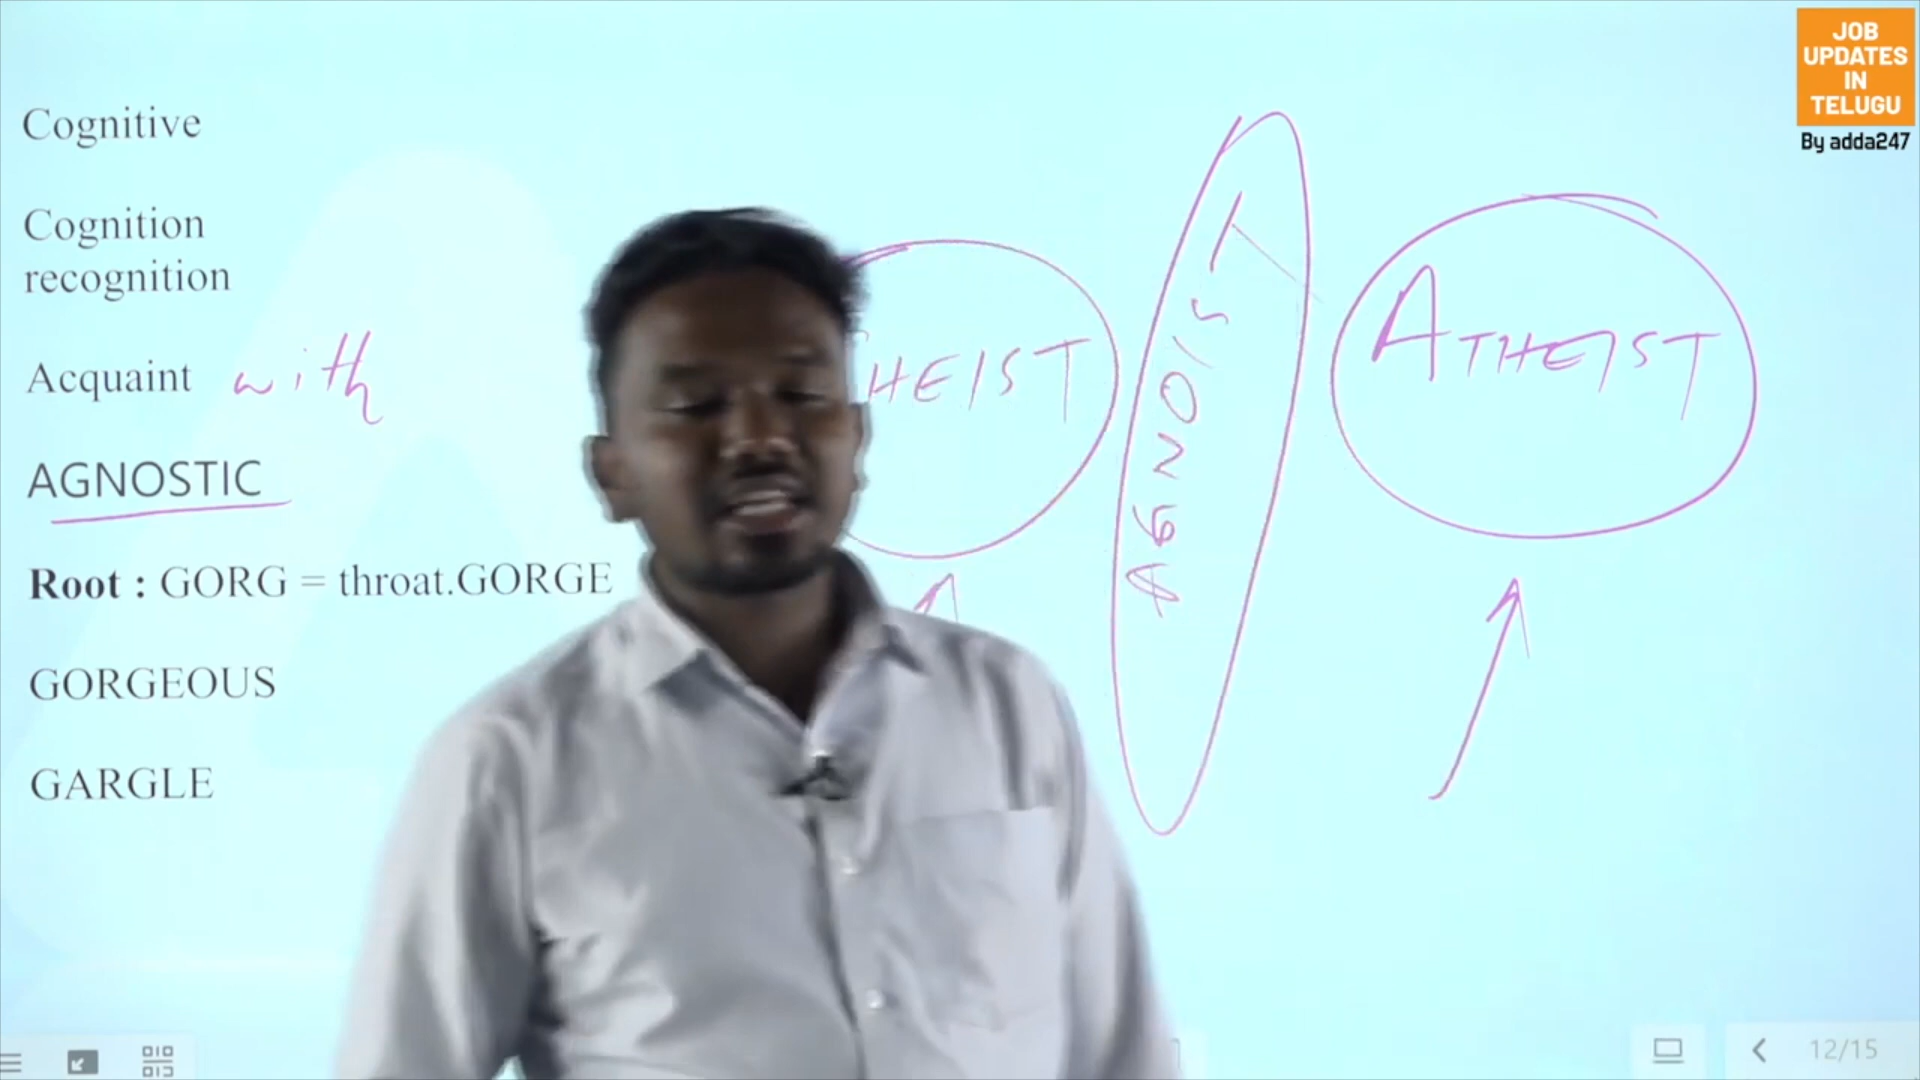 Cognitive
Cognition
recognition
Acquaint with
AGNOSTIC
Root : GORG = throat.GORGE
GORGEOUS
GARGLE
HEIST
AGNOIST
ATHEIST
JOB
UPDATES
IN
TELUGU
By adda247
12/15